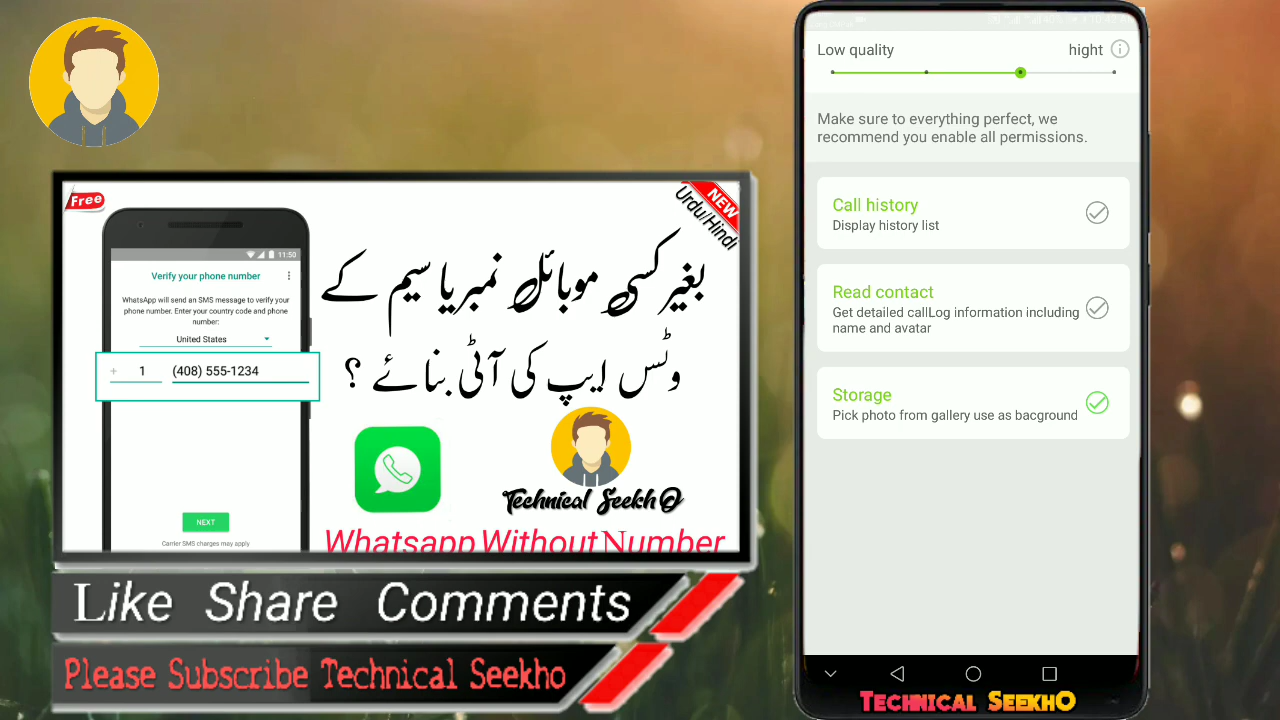 Free
NEW
Urdu/Hindi
11:50
Verify your phone number
WhatsApp will send an SMS message to verify your
phone number. Enter your country code and phone
number:
United States
+ 1 (408) 555-1234
NEXT
Carrier SMS charges may apply
بغیر کسی موبائل نمبر یا سیم کے
وٹس ایپ کی آئی بنائے ؟
Technical SeekhO
Whatsapp Without Number
Like Share Comments
Please Subscribe Technical Seekho
Low quality hight
Make sure to everything perfect, we
recommend you enable all permissions.
Call history
Display history list
Read contact
Get detailed callLog information including
name and avatar
Storage
Pick photo from gallery use as bacground
Technical SeekhO